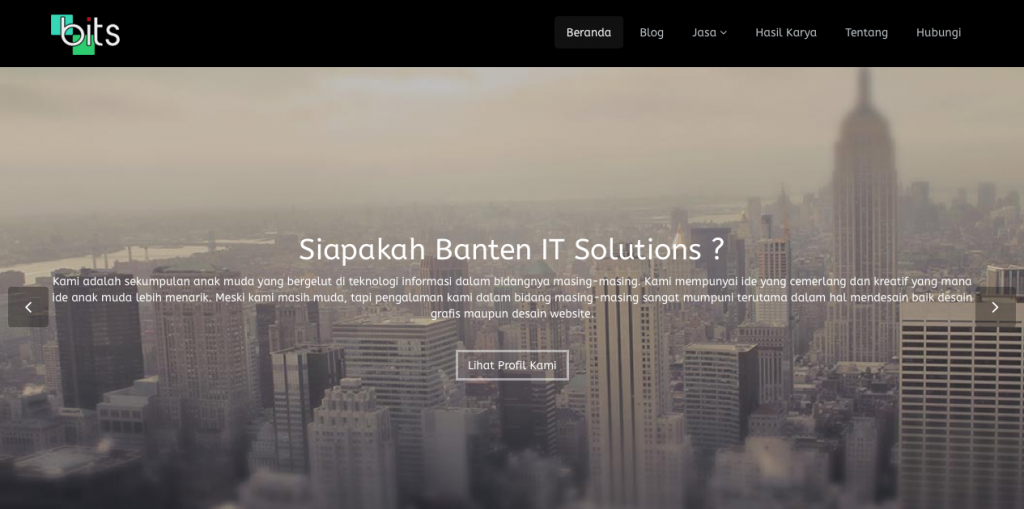 bits
Beranda
Blog
Jasa
Hasil Karya
Tentang
Hubungi
Siapakah Banten IT Solutions ?
Kami adalah sekumpulan anak muda yang bergelut di teknologi informasi dalam bidangnya masing-masing. Kami mempunyai ide yang cemerlang dan kreatif yang mana
ide anak muda lebih menarik. Meski kami masih muda, tapi pengalaman kami dalam bidang masing-masing sangat mumpuni terutama dalam hal mendesain baik desain
grafis maupun desain website.
Lihat Profil Kami